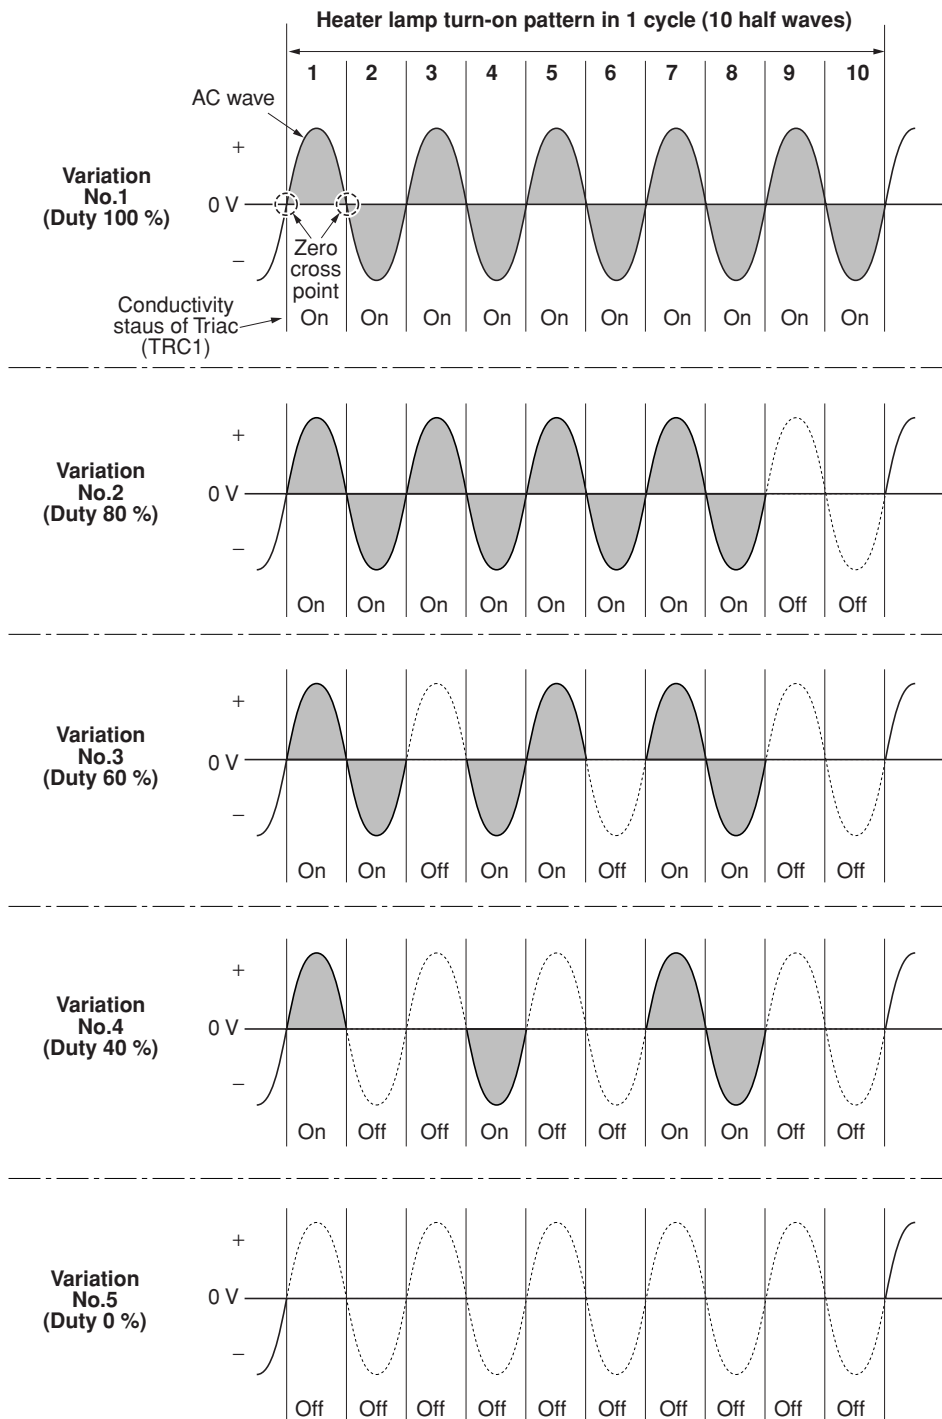 Heater lamp turn-on pattern in 1 cycle (10 half waves)
1 2 3 4 5 6 7 8 9 10
AC wave
+
Variation
No.1
(Duty 100 %)
0 V
−
Zero
cross
point
Conductivity
staus of Triac
(TRC1)
On On On On On On On On On On
+
Variation
No.2
(Duty 80 %)
0 V
−
On On On On On On On On Off Off
+
Variation
No.3
(Duty 60 %)
0 V
−
On On Off On On Off On On Off Off
+
Variation
No.4
(Duty 40 %)
0 V
−
On Off Off On Off Off On On Off Off
+
Variation
No.5
(Duty 0 %)
0 V
−
Off Off Off Off Off Off Off Off Off Off